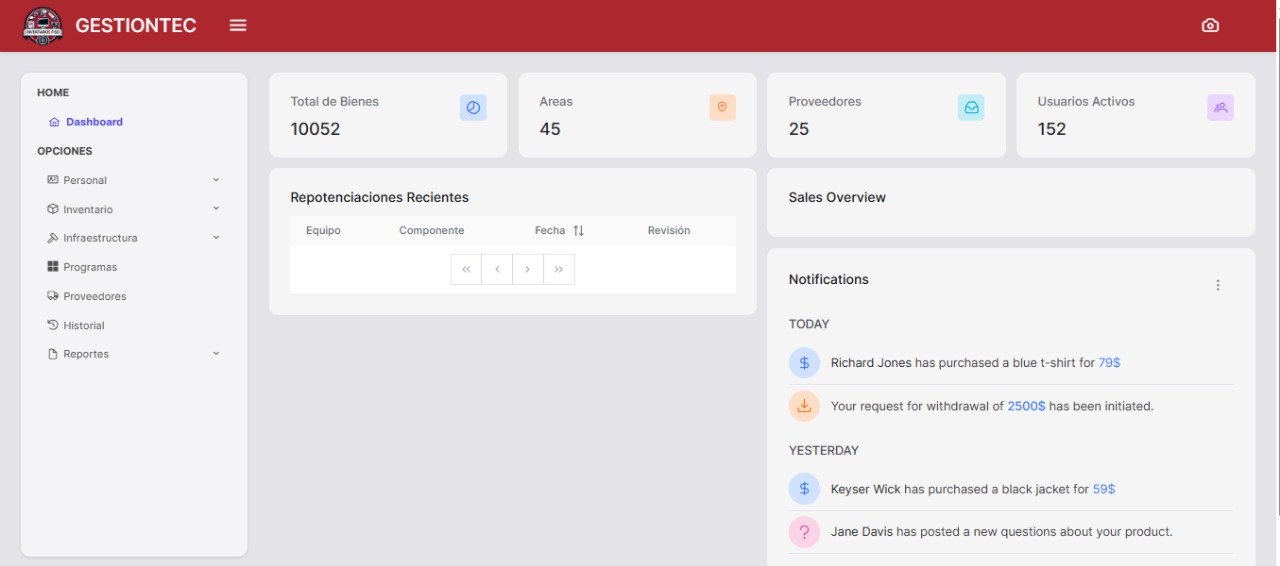 GESTIONTEC
HOME
Dashboard
OPCIONES
Personal
Inventario
Infraestructura
Programas
Proveedores
Historial
Reportes
Total de Bienes
10052
Areas
45
Proveedores
25
Usuarios Activos
152
Repotenciaciones Recientes
Equipo Componente Fecha Revisión
Sales Overview
Notifications
TODAY
Richard Jones has purchased a blue t-shirt for 79$
Your request for withdrawal of 2500$ has been initiated.
YESTERDAY
Keyser Wick has purchased a black jacket for 59$
Jane Davis has posted a new questions about your product.